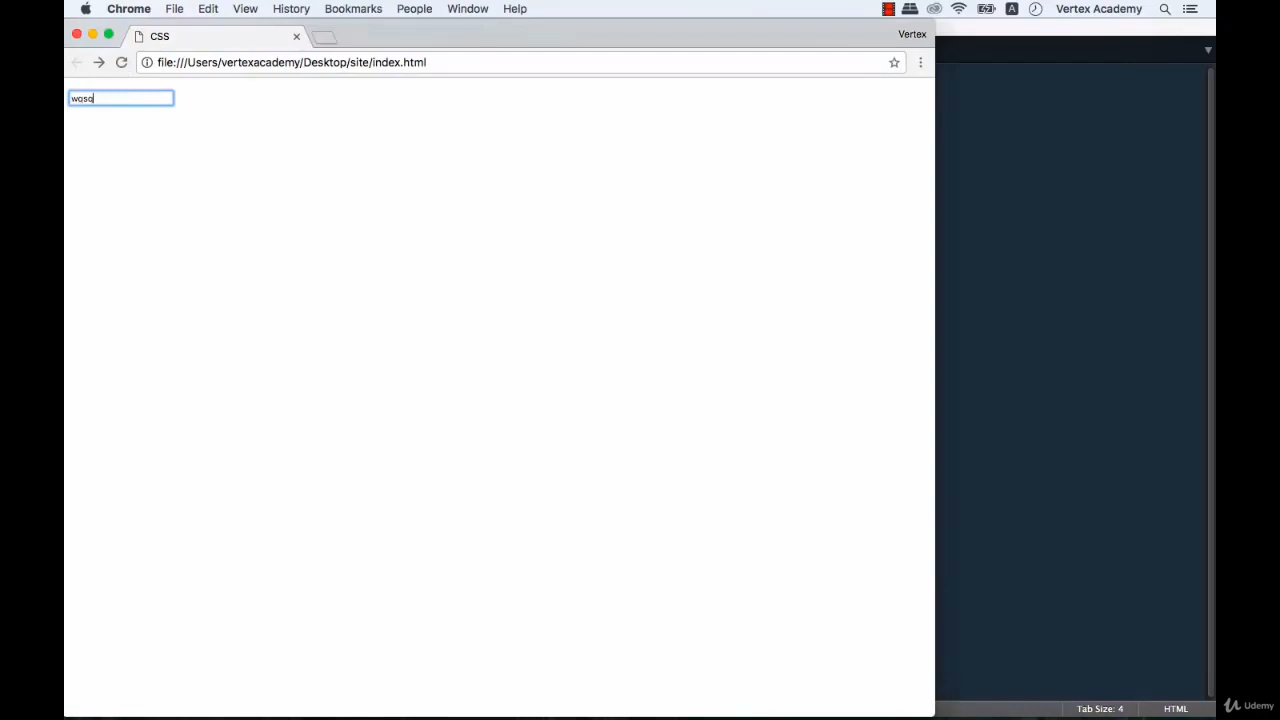 Chrome File Edit View History Bookmarks People Window Help A Vertex Academy
CSS Vertex
file:///Users/vertexacademy/Desktop/site/index.html
wqsq
Tab Size: 4 HTML
Udemy